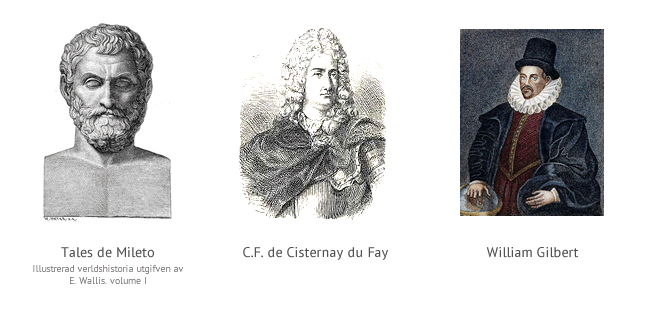 Tales de Mileto
Illustrerad verldshistoria utgifven av
E. Wallis. volume I
C.F. de Cisternay du Fay
William Gilbert